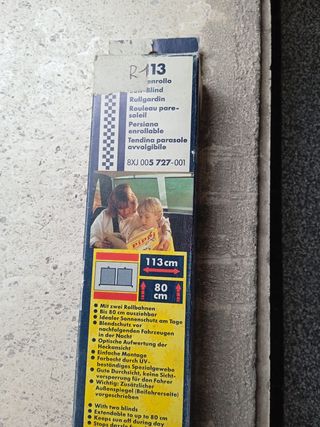 R 113
enrollo
Sun-Blind
Rullgardin
Rouleau pare-
soleil
Persiana
enrollable
Tendina parasole
avvolgibile
8XJ 005 727-001
113cm
80
cm
• Mit zwei Rollbahnen
• Bis 80 cm ausziehbar
• Idealer Sonnenschutz am Tage
• Blendschutz vor
nachfolgenden Fahrzeugen
in der Nacht
• Optische Aufwertung der
Heckansicht
• Einfache Montage
• Farbecht durch UV-
beständiges Spezialgewebe
• Gute Durchsicht, keine Sicht-
versperrung für den Fahrer
• Wichtig: Zusätzlicher
Außenspiegel (Beifahrerseite)
vorgeschrieben
• With two blinds
• Extendable to up to 80 cm
• Keeps sun off during day